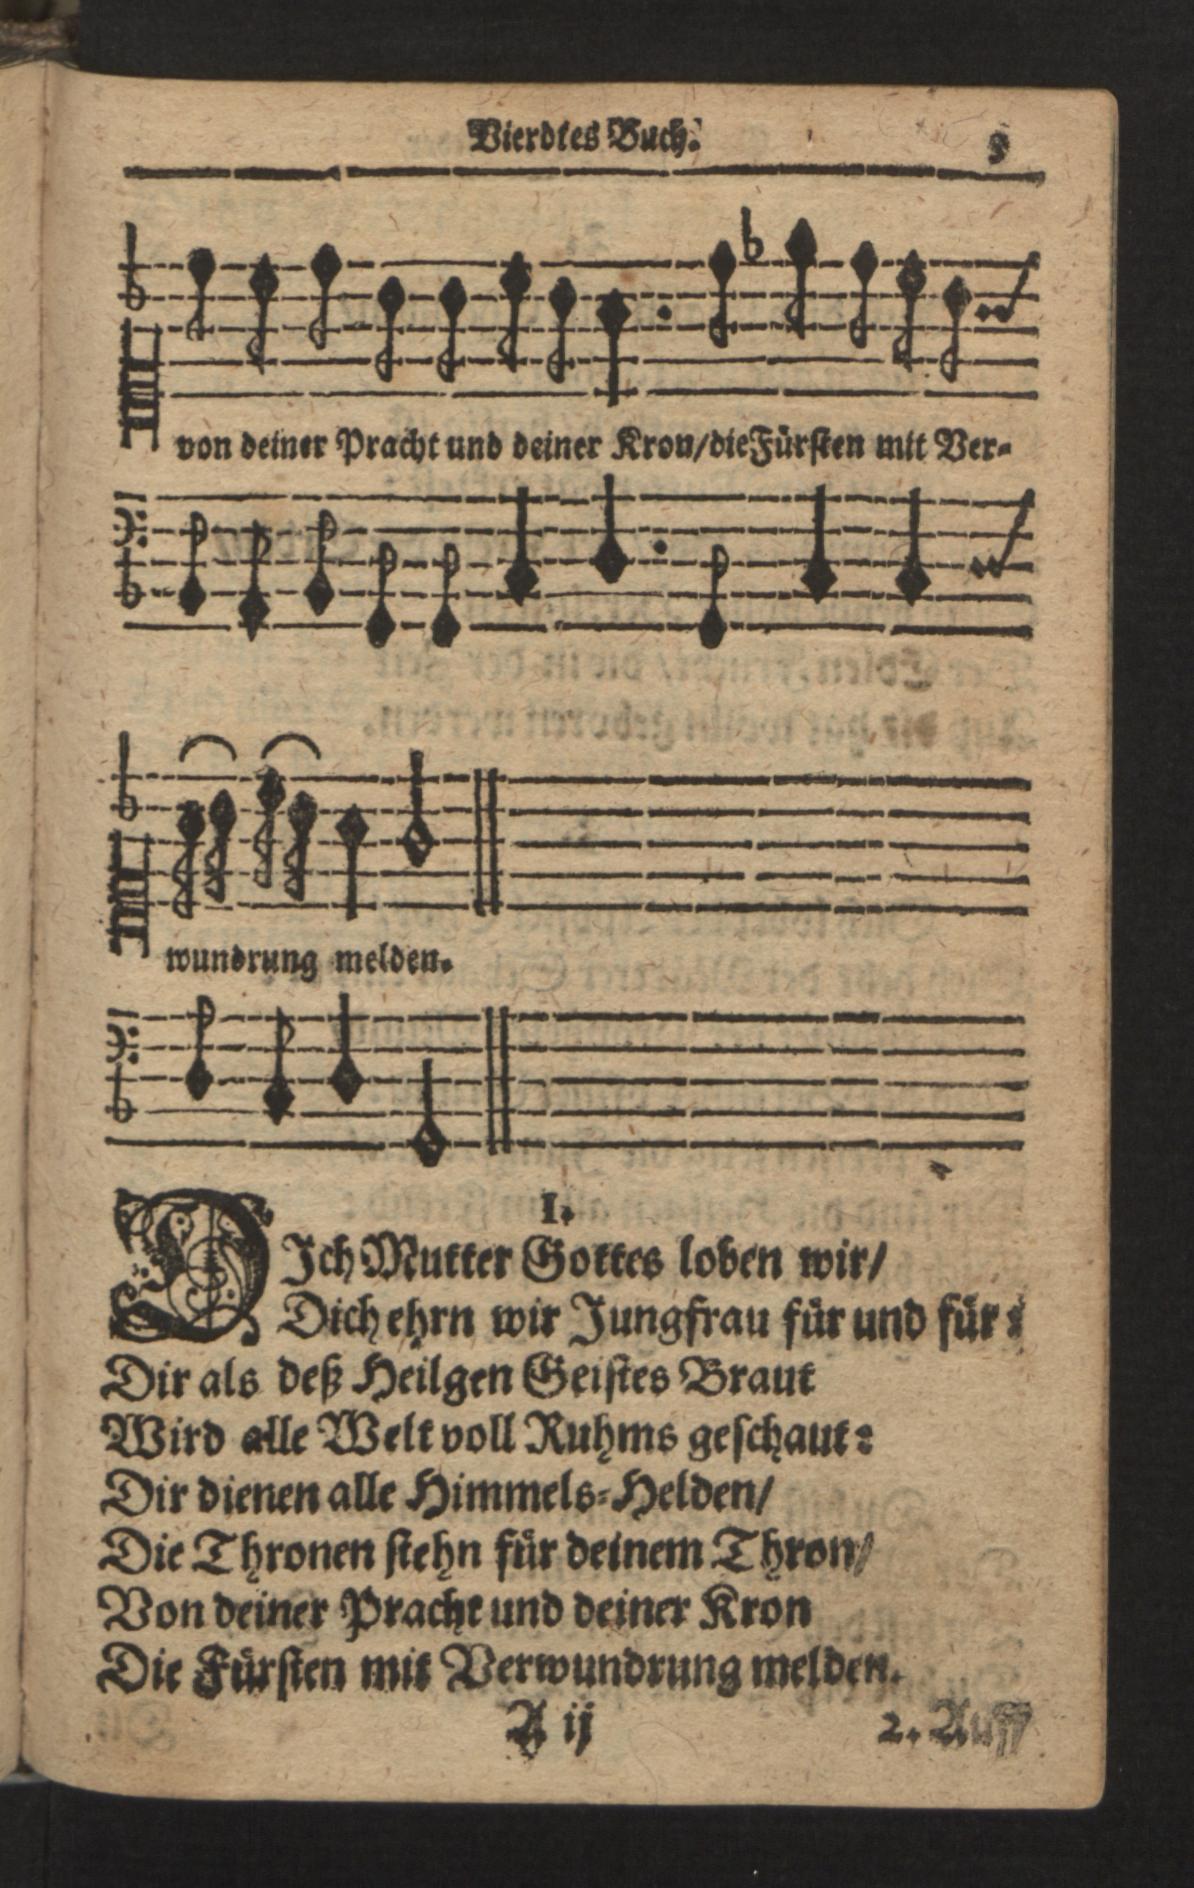 Vierdtes Buch.
von deiner Pracht und deiner Kron/die Fürsten mit Ver-
wundrung melden.
1.
DIch Mutter Gottes loben wir/
Dich ehrn wir Jungfrau für und für:
Dir als deß Heilgen Geistes Braut
Wird alle Welt voll Ruhms geschaut:
Dir dienen alle Himmels-Helden/
Die Thronen stehn für deinem Thron/
Von deiner Pracht und deiner Kron
Die Fürsten mit Verwundrung melden.
A ij
2. Auff